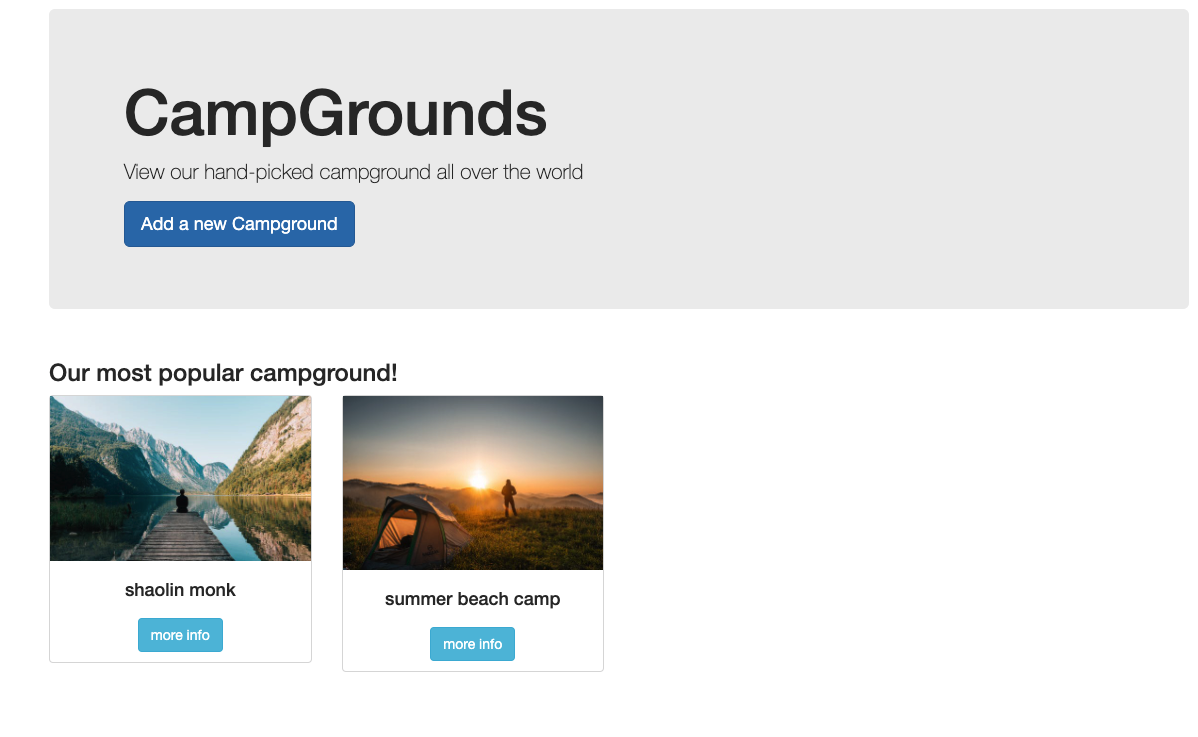 CampGrounds
View our hand-picked campground all over the world
Add a new Campground
Our most popular campground!
shaolin monk
more info
summer beach camp
more info